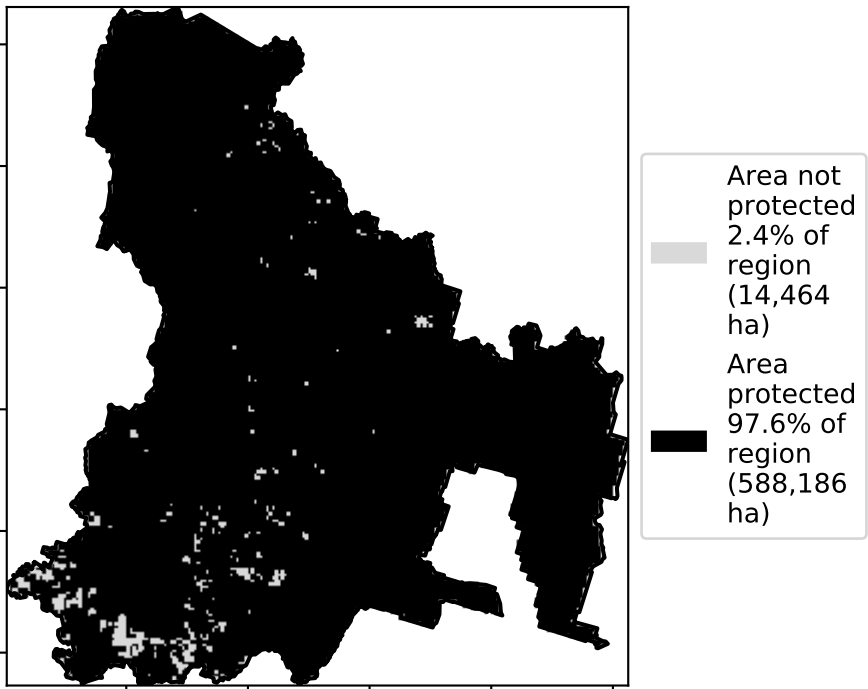 Area not
protected
2.4% of
region
(14,464
ha)
Area
protected
97.6% of
region
(588,186
ha)